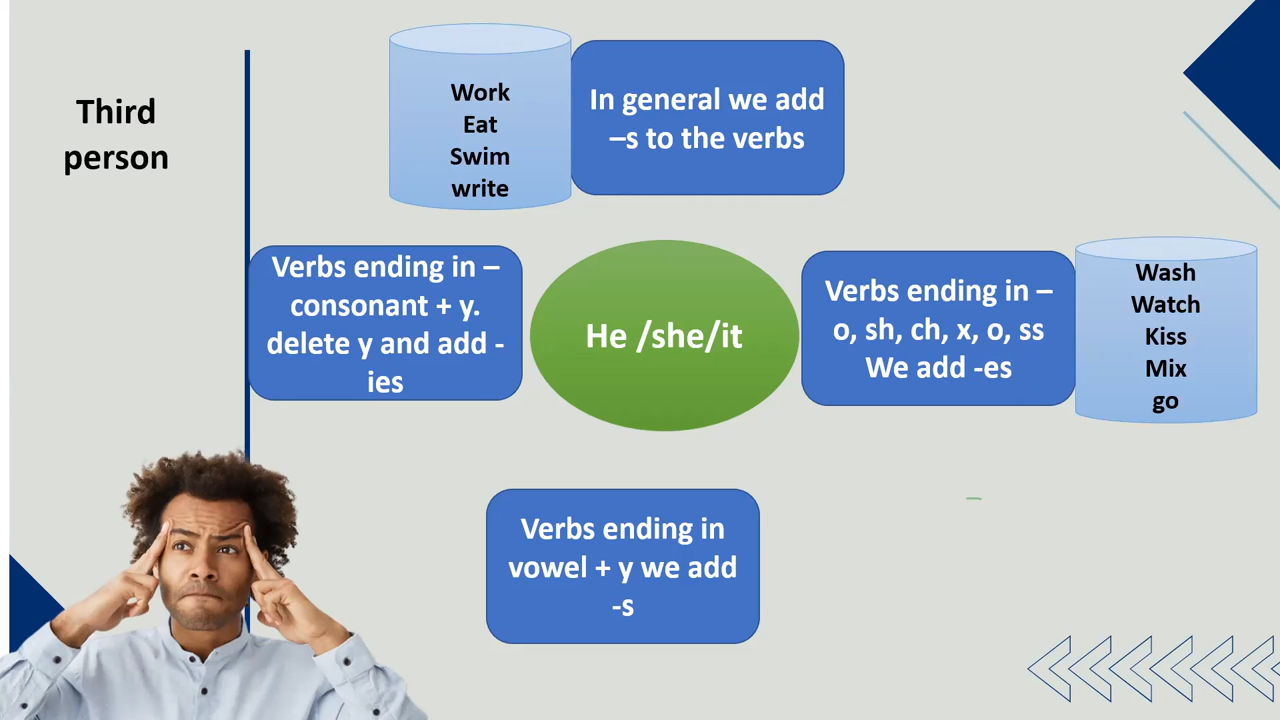 Third
person
Work
Eat
Swim
write
In general we add
–s to the verbs
Verbs ending in –
consonant + y.
delete y and add -
ies
He /she/it
Verbs ending in –
o, sh, ch, x, o, ss
We add -es
Wash
Watch
Kiss
Mix
go
Verbs ending in
vowel + y we add
-s